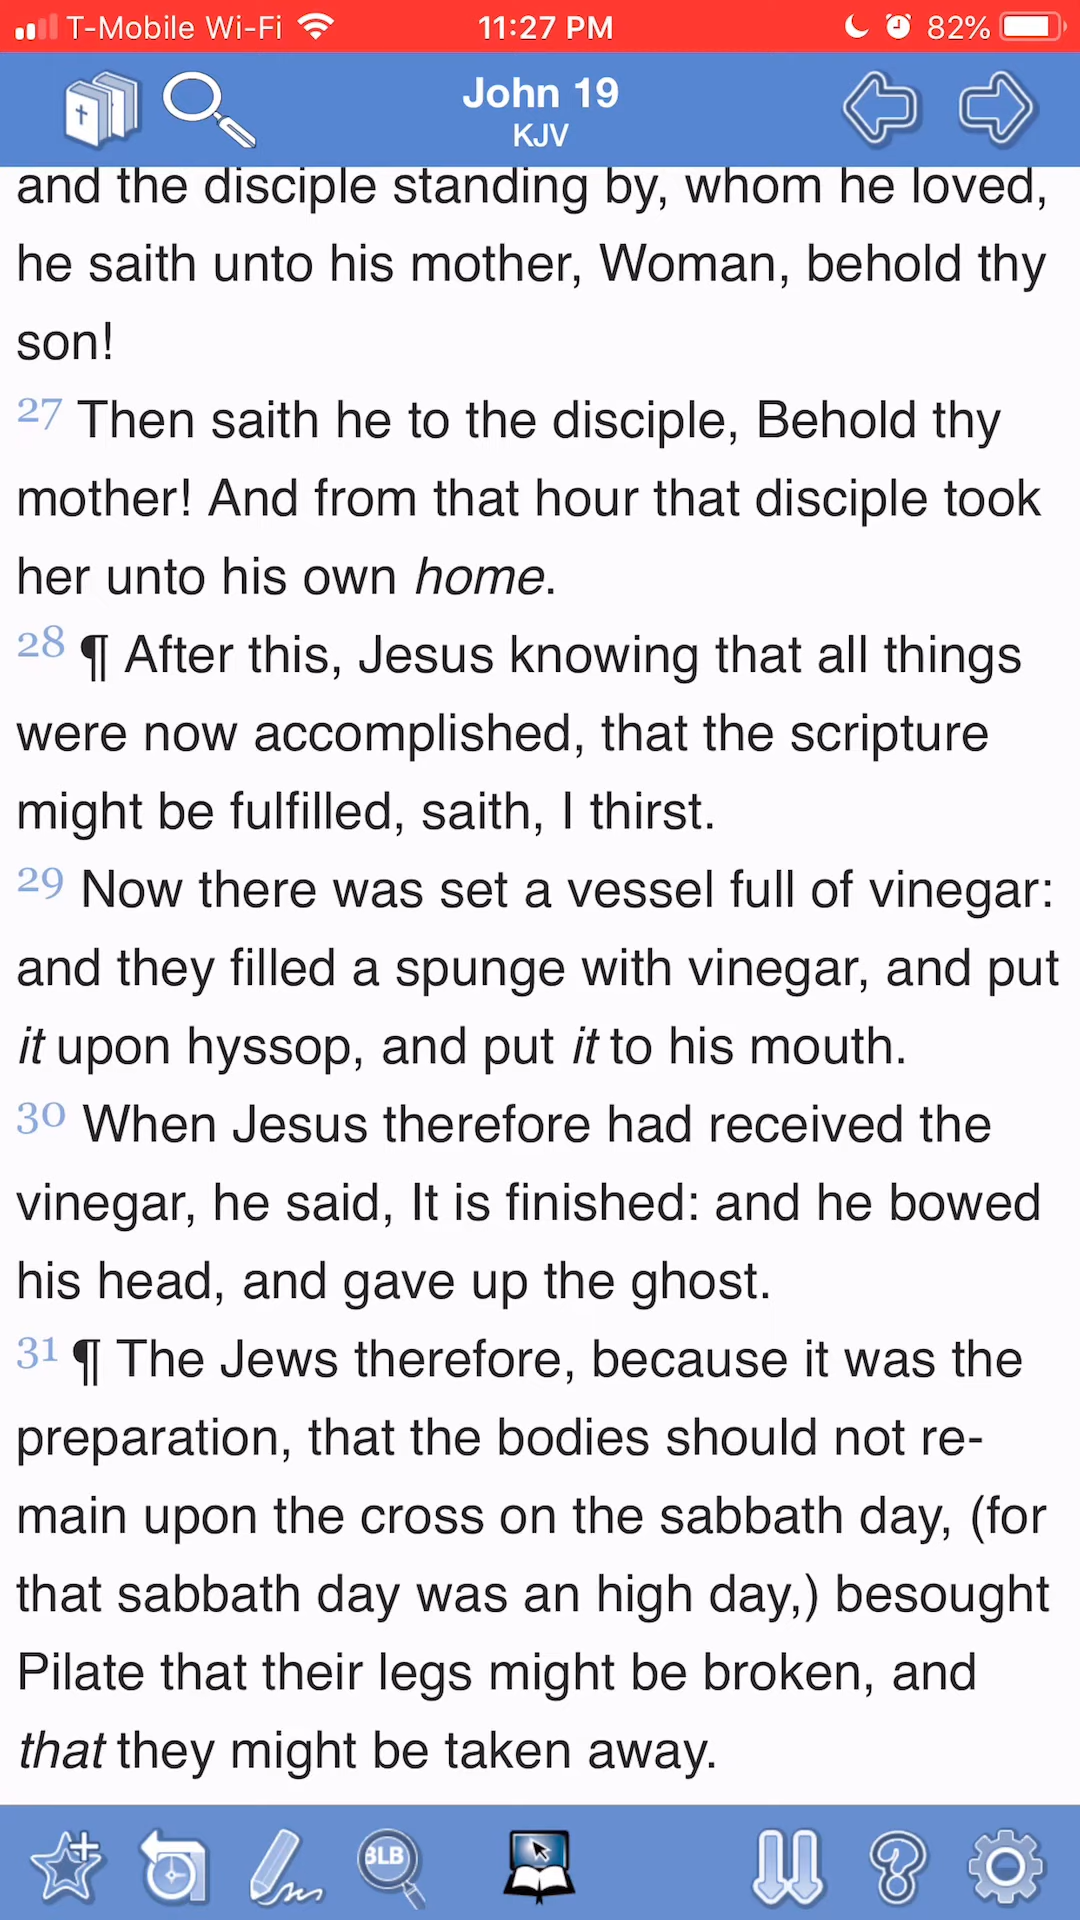 T-Mobile Wi-Fi 11:27 PM 82%
John 19
KJV
and the disciple standing by, whom he loved,
he saith unto his mother, Woman, behold thy
son!
27 Then saith he to the disciple, Behold thy
mother! And from that hour that disciple took
her unto his own home.
28 ¶ After this, Jesus knowing that all things
were now accomplished, that the scripture
might be fulfilled, saith, I thirst.
29 Now there was set a vessel full of vinegar:
and they filled a spunge with vinegar, and put
it upon hyssop, and put it to his mouth.
30 When Jesus therefore had received the
vinegar, he said, It is finished: and he bowed
his head, and gave up the ghost.
31 ¶ The Jews therefore, because it was the
preparation, that the bodies should not re-
main upon the cross on the sabbath day, (for
that sabbath day was an high day,) besought
Pilate that their legs might be broken, and
that they might be taken away.
BLB